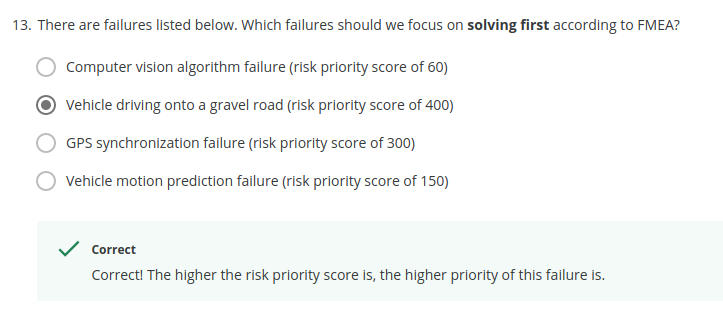 13. There are failures listed below. Which failures should we focus on solving first according to FMEA?
Computer vision algorithm failure (risk priority score of 60)
Vehicle driving onto a gravel road (risk priority score of 400)
GPS synchronization failure (risk priority score of 300)
Vehicle motion prediction failure (risk priority score of 150)
Correct
Correct! The higher the risk priority score is, the higher priority of this failure is.